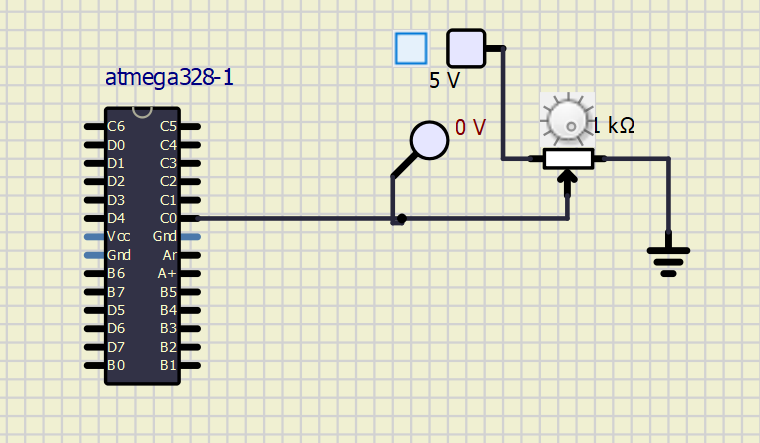 5 V
atmega328-1
0 V
1 kΩ
C6 C5
D0 C4
D1 C3
D2 C2
D3 C1
D4 C0
Vcc Gnd
Gnd Ar
B6 A+
B7 B5
D5 B4
D6 B3
D7 B2
B0 B1